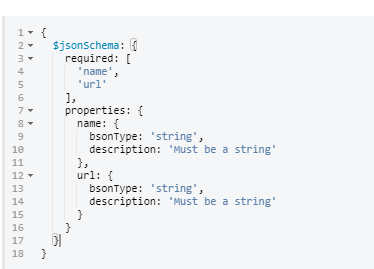 1 {
2 $jsonSchema: {
3 required: [
4 'name',
5 'url'
6 ],
7 properties: {
8 name: {
9 bsonType: 'string',
10 description: 'Must be a string'
11 },
12 url: {
13 bsonType: 'string',
14 description: 'Must be a string'
15 }
16 }
17 }
18 }